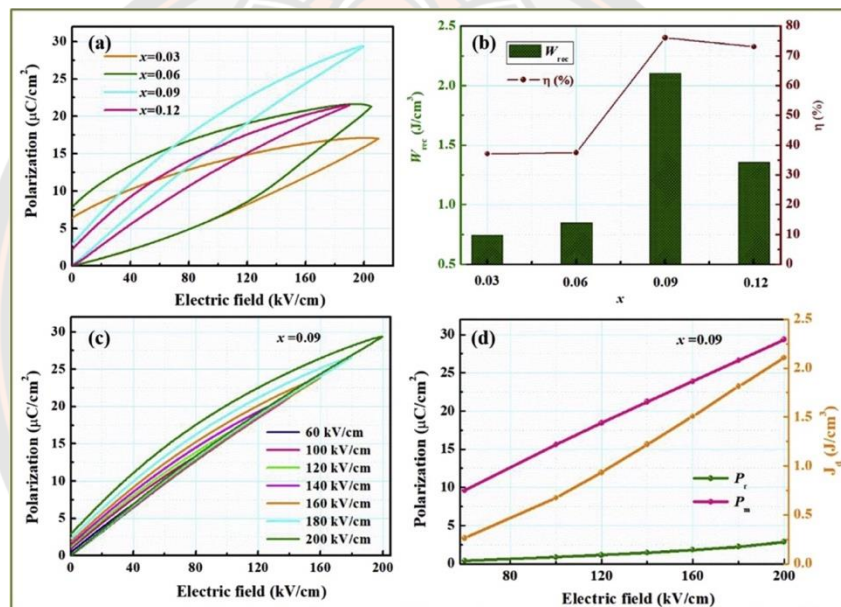 (a)
x=0.03
x=0.06
x=0.09
x=0.12
Polarization (μC/cm²)
30
25
20
15
10
5
0
0 40 80 120 160 200
Electric field (kV/cm)
(b)
W_rec
η (%)
W_rec (J/cm³)
2.5
2.0
1.5
1.0
0.5
80
70
60
50
40
30
20
10
0
η (%)
0.03 0.06 0.09 0.12
x
(c)
x=0.09
Polarization (μC/cm²)
30
25
20
15
10
5
0
60 kV/cm
100 kV/cm
120 kV/cm
140 kV/cm
160 kV/cm
180 kV/cm
200 kV/cm
0 40 80 120 160 200
Electric field (kV/cm)
(d)
x=0.09
Polarization (μC/cm²)
30
25
20
15
10
5
0
P_r
P_m
2.5
2.0
1.5
1.0
0.5
0.0
J_d (J/cm³)
80 120 160 200
Electric field (kV/cm)